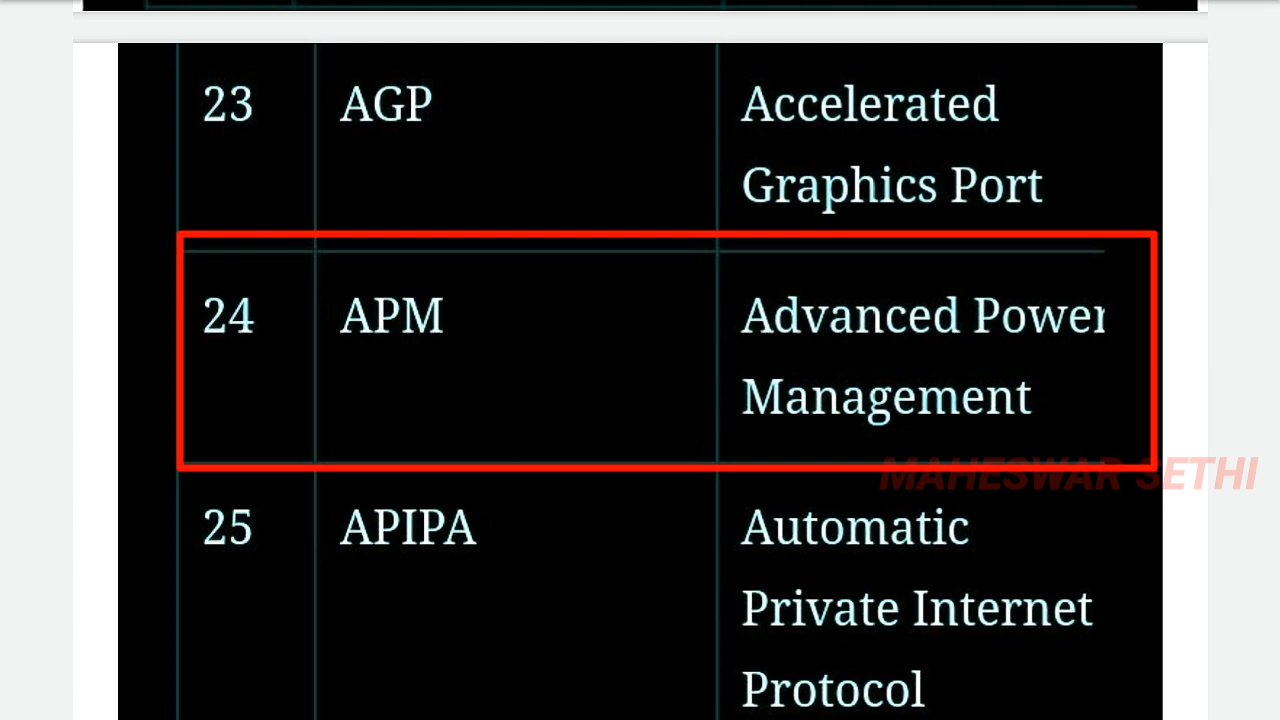 23 AGP Accelerated
Graphics Port
24 APM Advanced Power
Management
MAHESWAR SETHI
25 APIPA Automatic
Private Internet
Protocol